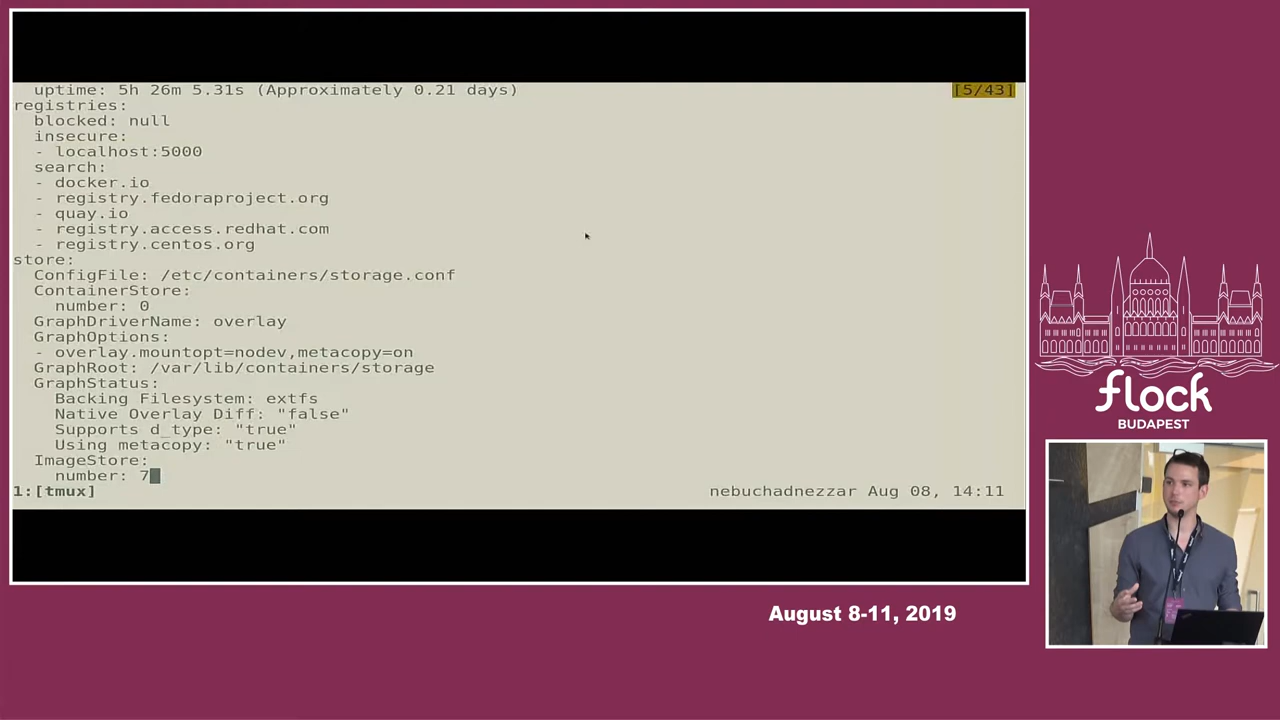 uptime: 5h 26m 5.31s (Approximately 0.21 days)
[5/43]
registries:
blocked: null
insecure:
- localhost:5000
search:
- docker.io
- registry.fedoraproject.org
- quay.io
- registry.access.redhat.com
- registry.centos.org
store:
ConfigFile: /etc/containers/storage.conf
ContainerStore:
number: 0
GraphDriverName: overlay
GraphOptions:
- overlay.mountopt=nodev,metacopy=on
GraphRoot: /var/lib/containers/storage
GraphStatus:
Backing Filesystem: extfs
Native Overlay Diff: "false"
Supports d_type: "true"
Using metacopy: "true"
ImageStore:
number: 7
1:[tmux]
nebuchadnezzar Aug 08, 14:11
flock
BUDAPEST
August 8-11, 2019